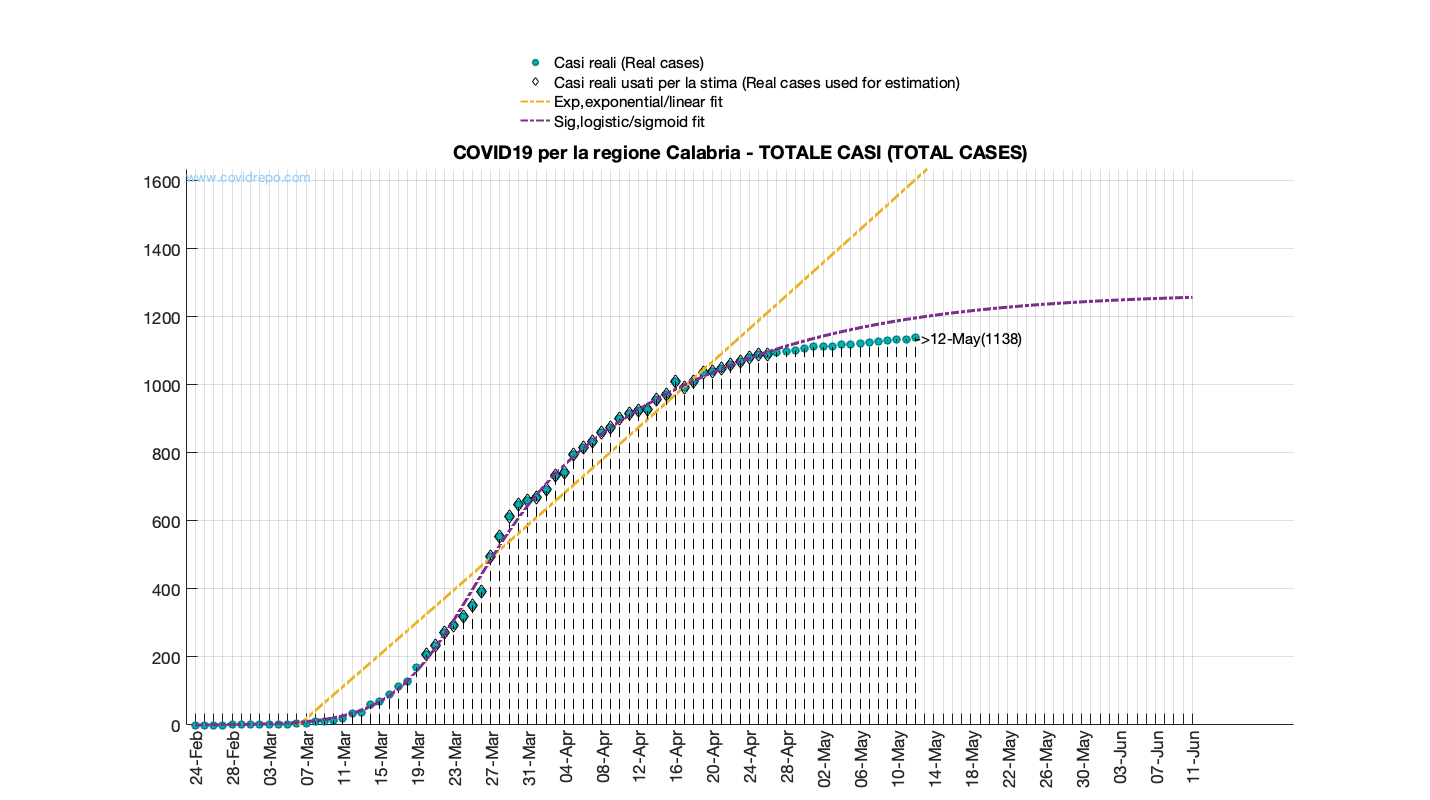 Casi reali (Real cases)
Casi reali usati per la stima (Real cases used for estimation)
Exp,exponential/linear fit
Sig,logistic/sigmoid fit
COVID19 per la regione Calabria - TOTALE CASI (TOTAL CASES)
www.covidrepo.com
1600
1400
1200
1000
800
600
400
200
0
->12-May(1138)
24-Feb
28-Feb
03-Mar
07-Mar
11-Mar
15-Mar
19-Mar
23-Mar
27-Mar
31-Mar
04-Apr
08-Apr
12-Apr
16-Apr
20-Apr
24-Apr
28-Apr
02-May
06-May
10-May
14-May
18-May
22-May
26-May
30-May
03-Jun
07-Jun
11-Jun